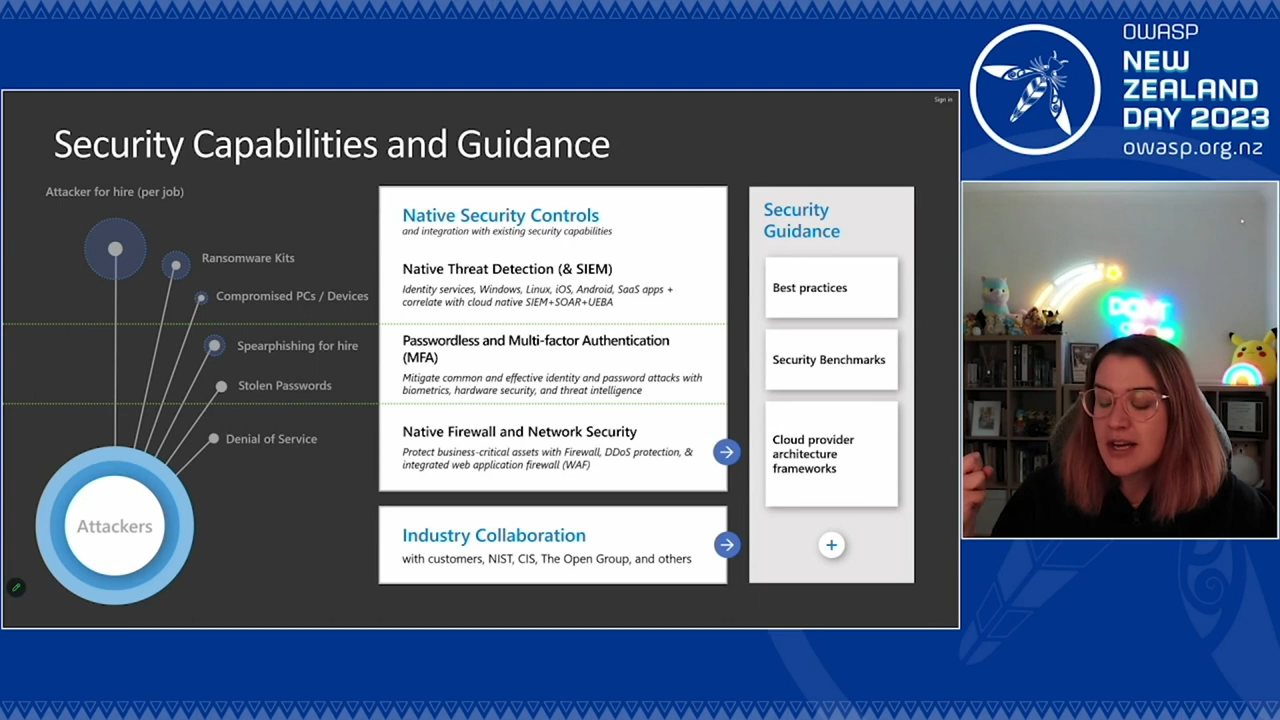 OWASP
NEW
ZEALAND
DAY 2023
owasp.org.nz
Sign in
Security Capabilities and Guidance
Attacker for hire (per job)
Ransomware Kits
Compromised PCs / Devices
Spearphishing for hire
Stolen Passwords
Denial of Service
Attackers
Native Security Controls
and integration with existing security capabilities
Native Threat Detection (& SIEM)
Identity services, Windows, Linux, iOS, Android, SaaS apps +
correlate with cloud native SIEM+SOAR+UEBA
Passwordless and Multi-factor Authentication
(MFA)
Mitigate common and effective identity and password attacks with
biometrics, hardware security, and threat intelligence
Native Firewall and Network Security
Protect business-critical assets with Firewall, DDoS protection, &
integrated web application firewall (WAF)
Industry Collaboration
with customers, NIST, CIS, The Open Group, and others
Security
Guidance
Best practices
Security Benchmarks
Cloud provider
architecture
frameworks
DON'T